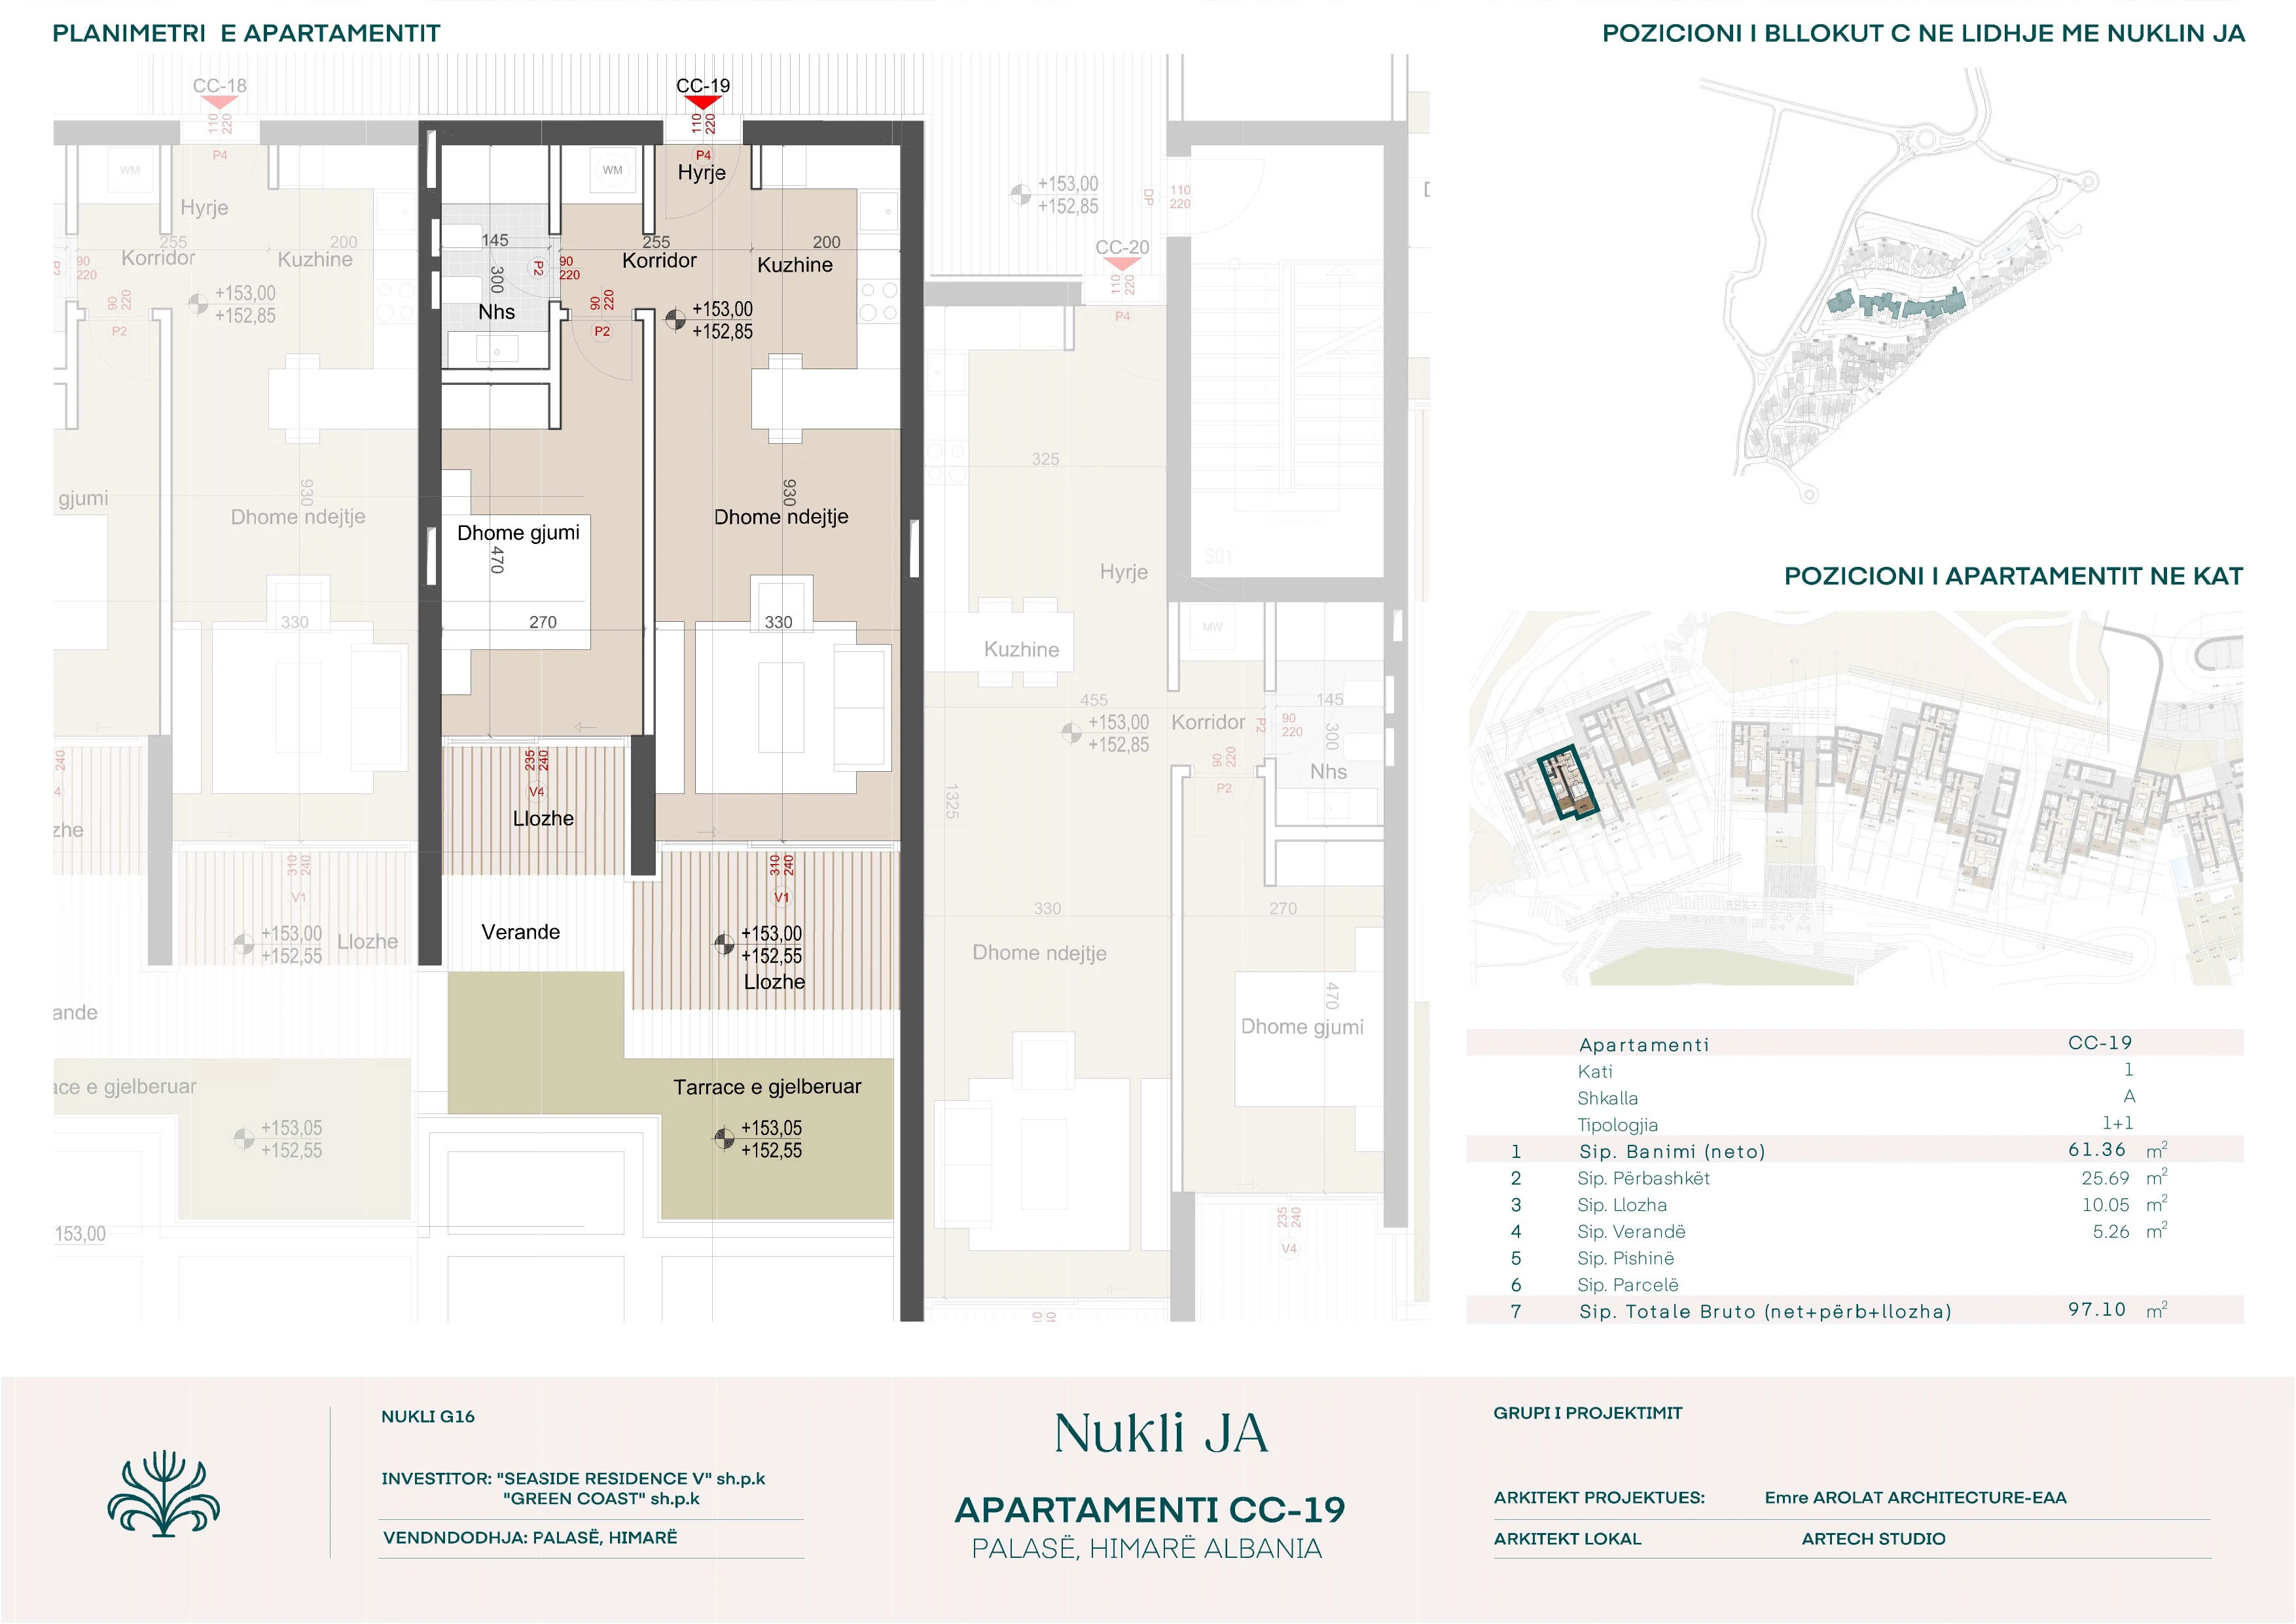 PLANIMETRI E APARTAMENTIT
POZICIONI I BLLOKUT C NE LIDHJE ME NUKLIN JA
CC-18
110
220
P4
WM
Hyrje
255
200
Korridor
Kuzhine
90
220
90
220
P2
+153,00
+152,85
gjumi
930
Dhome ndejtje
330
240
310
240
V1
+153,00
+152,55
Llozhe
ande
ace e gjelberuar
+153,05
+152,55
153,00
CC-19
110
220
P4
WM
Hyrje
145
255
200
300
P2
90
220
Korridor
Kuzhine
Nhs
90
220
P2
+153,00
+152,85
Dhome gjumi
470
930
Dhome ndejtje
270
330
235
240
V4
Llozhe
310
240
V1
Verande
+153,00
+152,55
Llozhe
Tarrace e gjelberuar
+153,05
+152,55
+153,00
+152,85
DP
110
220
CC-20
110
220
P4
325
S01
Hyrje
MW
Kuzhine
455
145
+153,00
+152,85
Korridor
P2
90
220
300
90
220
P2
Nhs
1325
330
270
Dhome ndejtje
470
Dhome gjumi
235
240
V4
POZICIONI I APARTAMENTIT NE KAT
Apartamenti CC-19
Kati 1
Shkalla A
Tipologjia 1+1
1 Sip. Banimi (neto) 61.36 m²
2 Sip. Përbashkët 25.69 m²
3 Sip. Llozha 10.05 m²
4 Sip. Verandë 5.26 m²
5 Sip. Pishinë
6 Sip. Parcelë
7 Sip. Totale Bruto (net+përb+llozha) 97.10 m²
NUKLI G16
INVESTITOR: "SEASIDE RESIDENCE V" sh.p.k
"GREEN COAST" sh.p.k
VENDNDODHJA: PALASË, HIMARË
Nukli JA
APARTAMENTI CC-19
PALASË, HIMARË ALBANIA
GRUPI I PROJEKTIMIT
ARKITEKT PROJEKTUES: Emre AROLAT ARCHITECTURE-EAA
ARKITEKT LOKAL ARTECH STUDIO